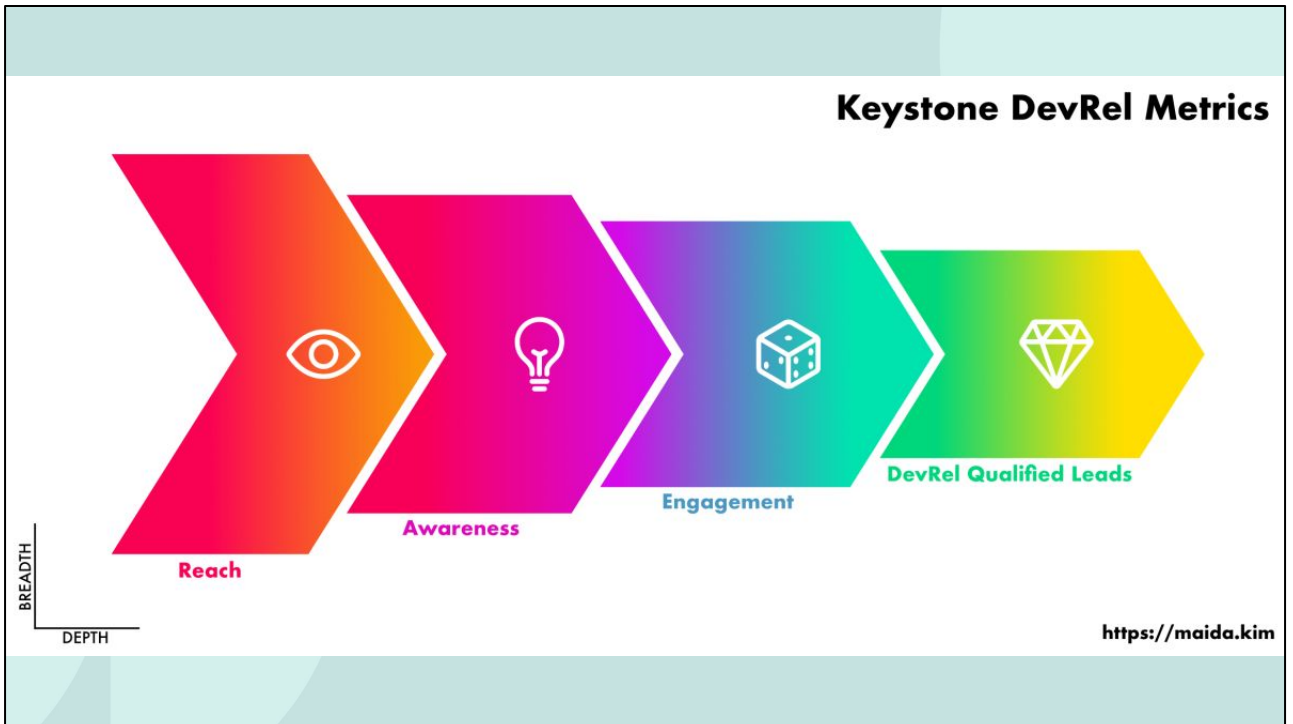 Keystone DevRel Metrics
Reach
Awareness
Engagement
DevRel Qualified Leads
BREADTH
DEPTH
https://maida.kim